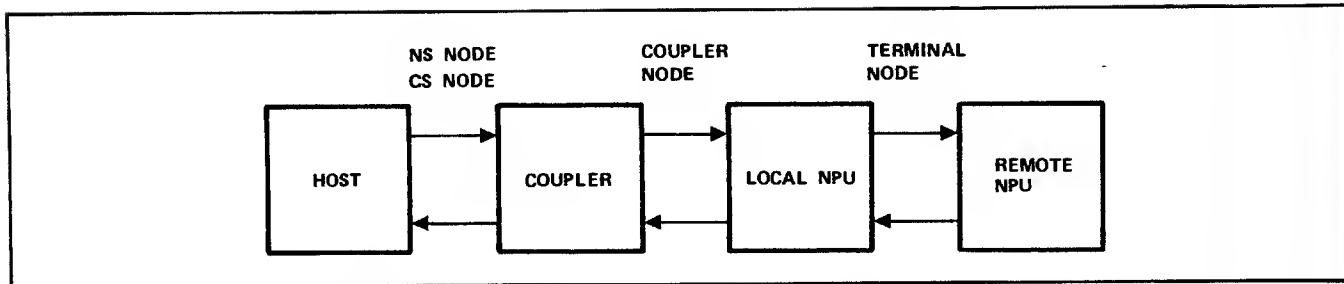 NS NODE
CS NODE
COUPLER
NODE
TERMINAL
NODE
HOST
COUPLER
LOCAL NPU
REMOTE
NPU